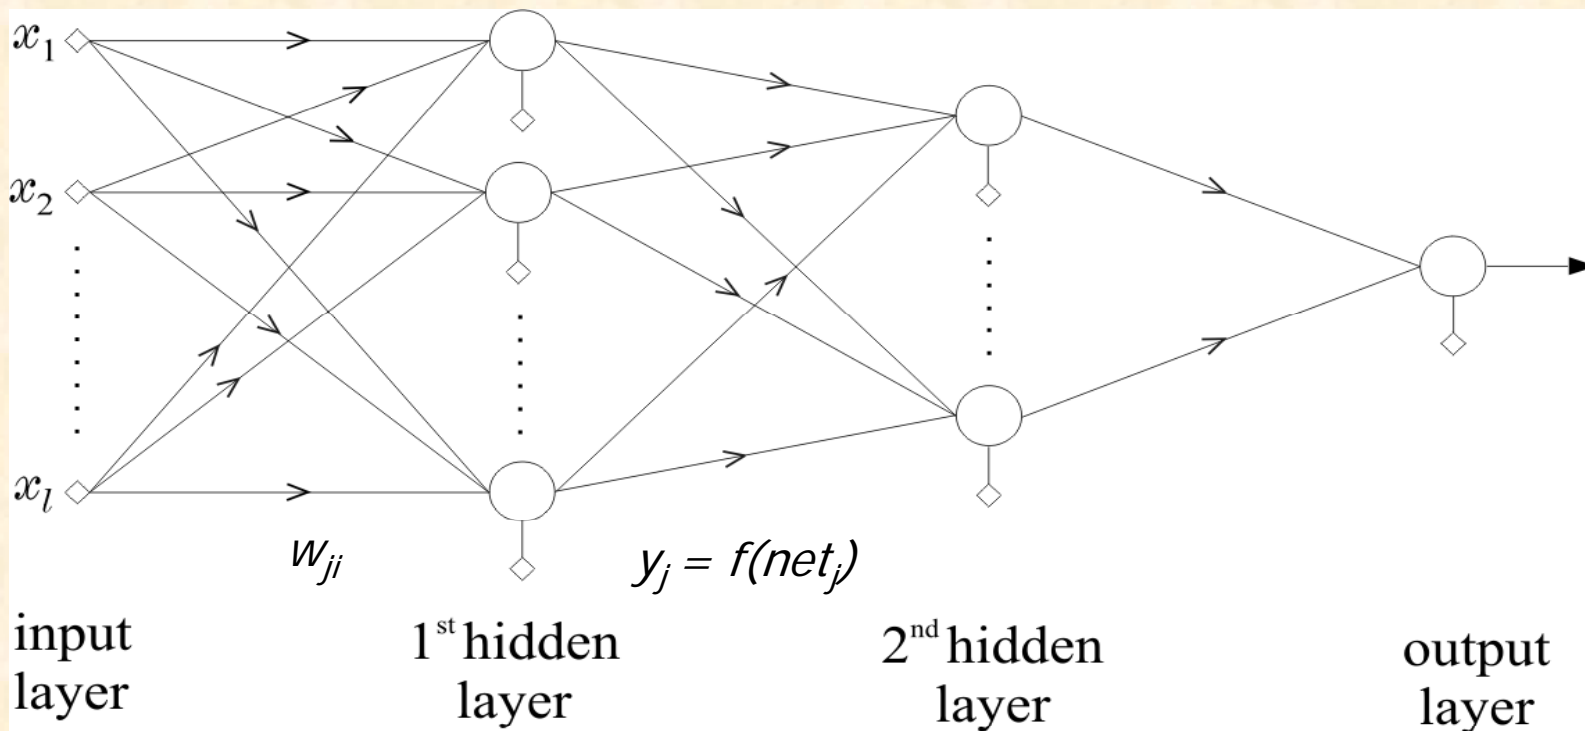 x₁
x₂
xₗ
wⱼᵢ
yⱼ = f(netⱼ)
input
layer
1ˢᵗ hidden
layer
2ⁿᵈ hidden
layer
output
layer